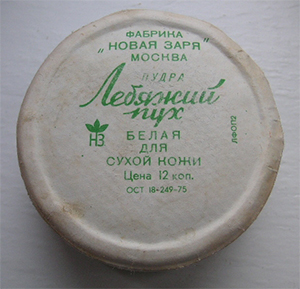 ФАБРИКА
„НОВАЯ ЗАРЯ"
МОСКВА
ПУДРА
Лебяжий
пух
НЗ
БЕЛАЯ
ДЛЯ
СУХОЙ КОЖИ
Цена 12 коп.
ОСТ 18-249-75
ЛФОП2